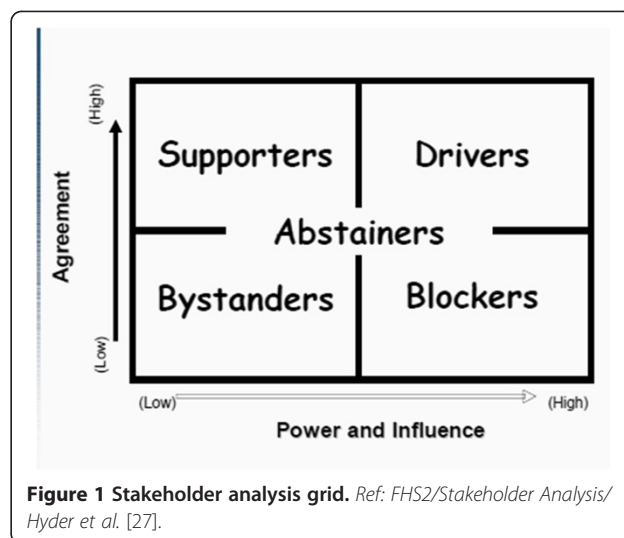 (High)
Agreement
(Low)
Supporters Drivers
Abstainers
Bystanders Blockers
(Low) (High)
Power and Influence
Figure 1 Stakeholder analysis grid. Ref: FHS2/Stakeholder Analysis/
Hyder et al. [27].